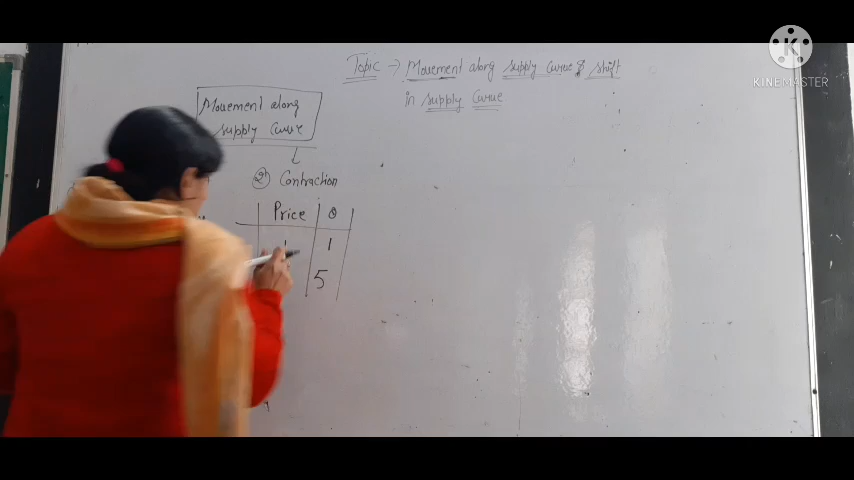 Topic → Movement along supply curve & shift
in supply curve
Movement along
supply curve
② Contraction
Price Q
1 1
5
KINEMASTER